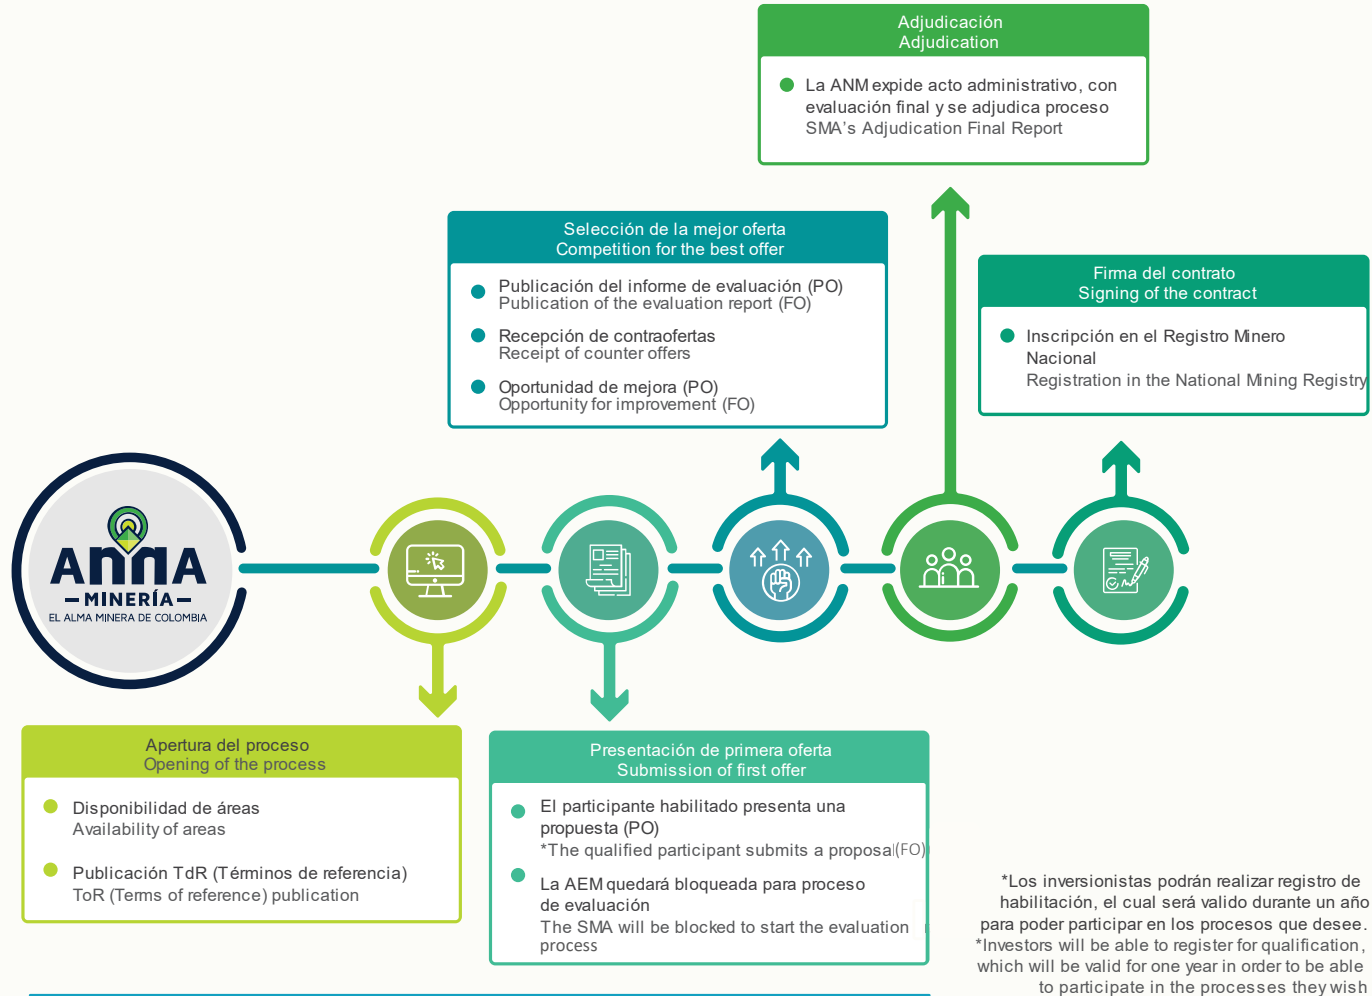 Adjudicación
Adjudication
La ANM expide acto administrativo, con
evaluación final y se adjudica proceso
SMA's Adjudication Final Report
Selección de la mejor oferta
Competition for the best offer
Publicación del informe de evaluación (PO)
Publication of the evaluation report (FO)
Recepción de contraofertas
Receipt of counter offers
Oportunidad de mejora (PO)
Opportunity for improvement (FO)
Firma del contrato
Signing of the contract
Inscripción en el Registro Minero
Nacional
Registration in the National Mining Registry
ANNA
MINERÍA
EL ALMA MINERA DE COLOMBIA
Apertura del proceso
Opening of the process
Disponibilidad de áreas
Availability of areas
Publicación TdR (Términos de referencia)
ToR (Terms of reference) publication
Presentación de primera oferta
Submission of first offer
El participante habilitado presenta una
propuesta (PO)
*The qualified participant submits a proposal(FO)
La AEM quedará bloqueada para proceso
de evaluación
The SMA will be blocked to start the evaluation
process
*Los inversionistas podrán realizar registro de
habilitación, el cual será valido durante un año
para poder participar en los procesos que desee.
*Investors will be able to register for qualification,
which will be valid for one year in order to be able
to participate in the processes they wish